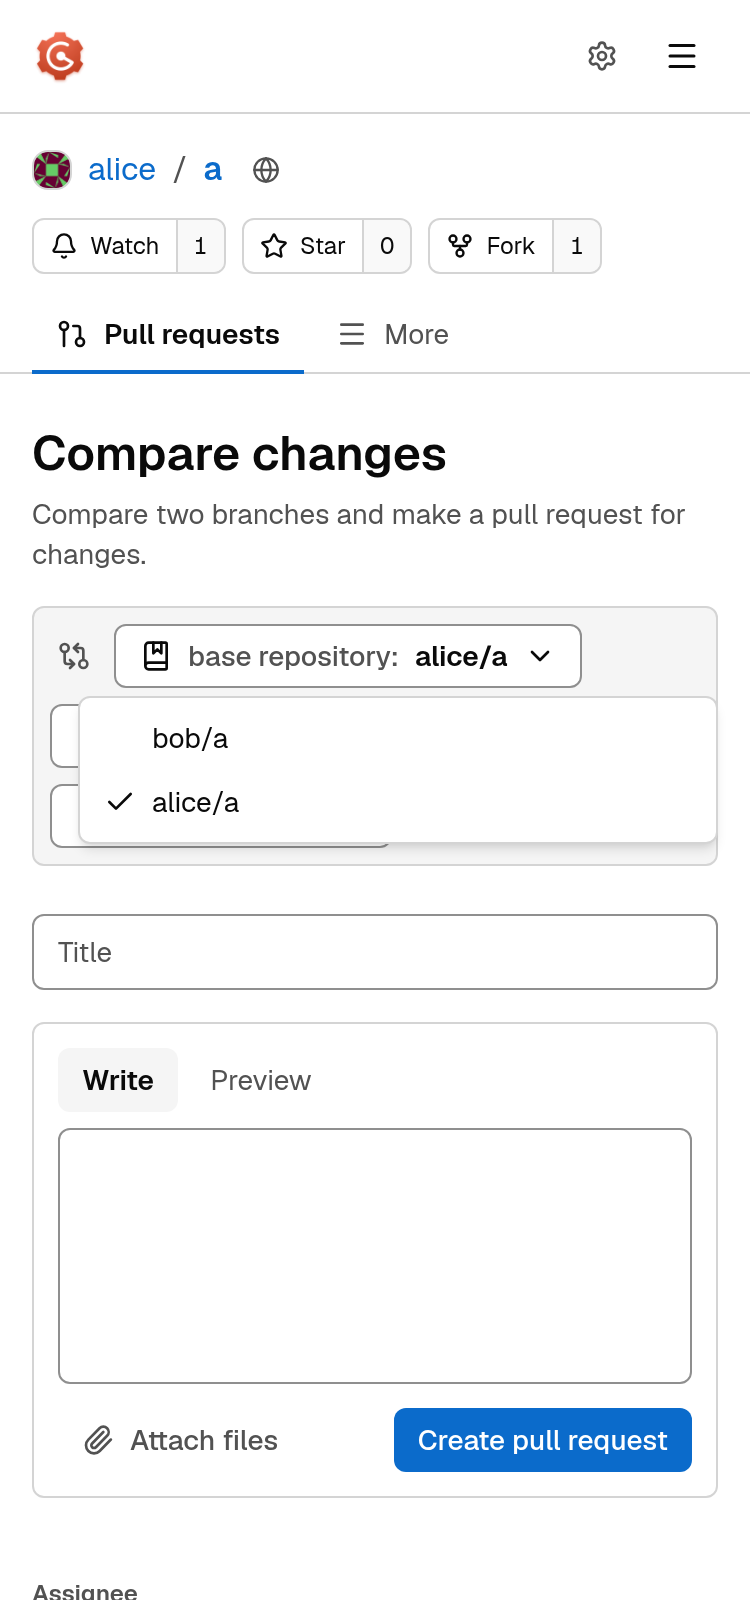 alice / a
Watch 1 Star 0 Fork 1
Pull requests More
Compare changes
Compare two branches and make a pull request for
changes.
base repository: alice/a
bob/a
alice/a
Title
Write Preview
Attach files Create pull request
Assignee